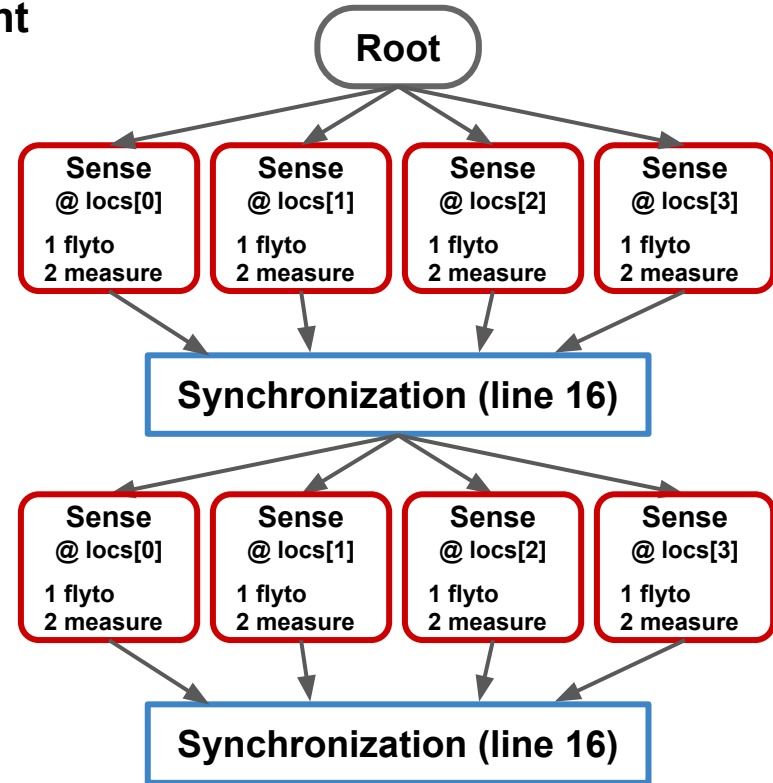 nt
Root
Sense
@ locs[0]
1 flyto
2 measure
Sense
@ locs[1]
1 flyto
2 measure
Sense
@ locs[2]
1 flyto
2 measure
Sense
@ locs[3]
1 flyto
2 measure
Synchronization (line 16)
Sense
@ locs[0]
1 flyto
2 measure
Sense
@ locs[1]
1 flyto
2 measure
Sense
@ locs[2]
1 flyto
2 measure
Sense
@ locs[3]
1 flyto
2 measure
Synchronization (line 16)